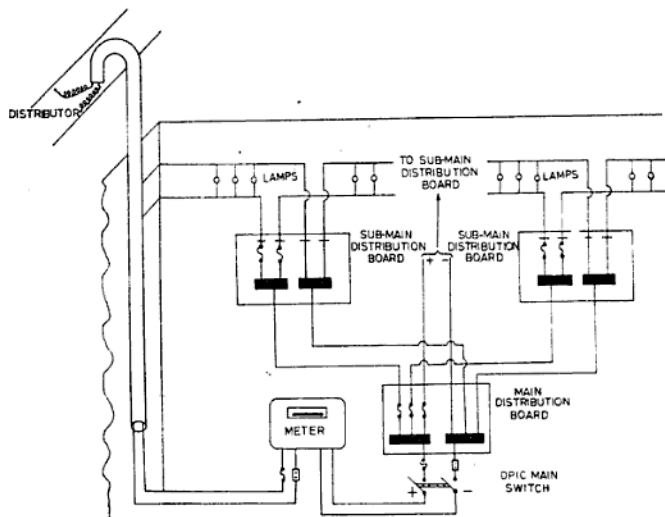 DISTRIBUTOR
LAMPS
TO SUB-MAIN
DISTRIBUTION
BOARD
LAMPS
SUB-MAIN
DISTRIBUTION
BOARD
SUB-MAIN
DISTRIBUTION
BOARD
+ −
MAIN
DISTRIBUTION
BOARD
METER
DPIC MAIN
SWITCH
+ −